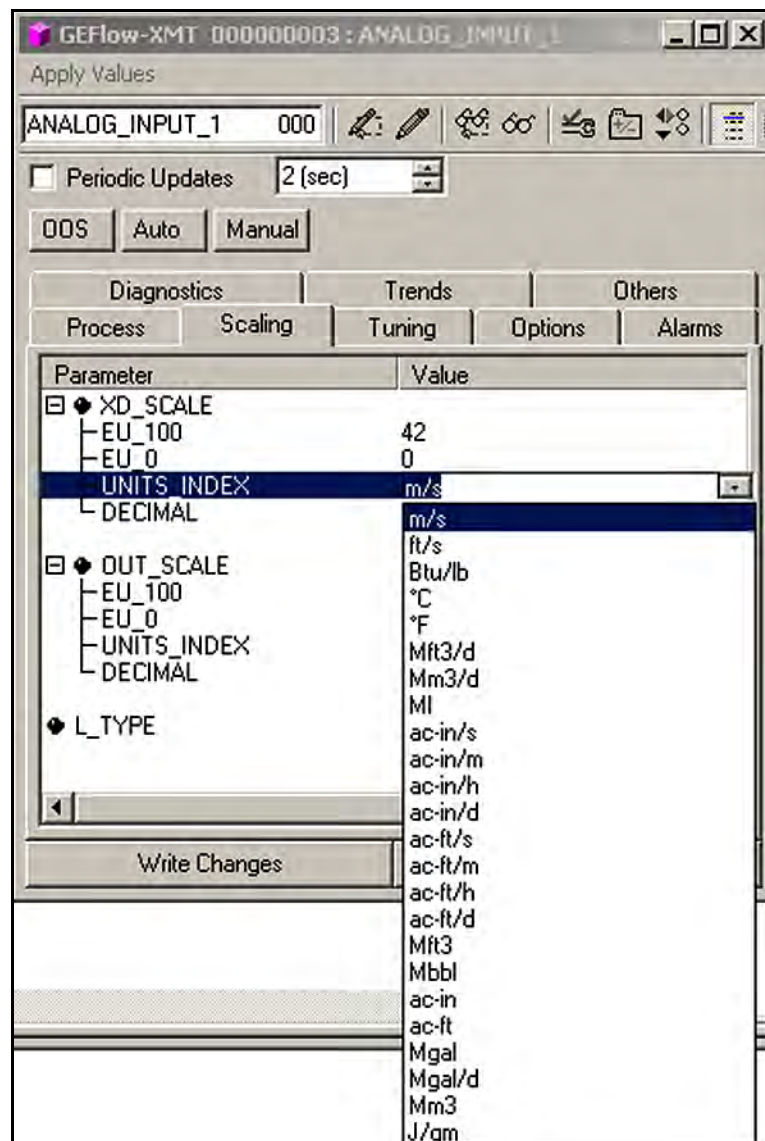 GEFlow-XMT 000000003 : ANALOG_INPUT_1
Apply Values
ANALOG_INPUT_1 000
Periodic Updates 2 (sec)
OOS Auto Manual
Diagnostics Trends Others
Process Scaling Tuning Options Alarms
Parameter Value
XD_SCALE
EU_100 42
EU_0 0
UNITS_INDEX m/s
DECIMAL
m/s
ft/s
Btu/lb
°C
°F
Mft3/d
Mm3/d
Ml
ac-in/s
ac-in/m
ac-in/h
ac-in/d
ac-ft/s
ac-ft/m
ac-ft/h
ac-ft/d
Mft3
Mbbl
ac-in
ac-ft
Mgal
Mgal/d
Mm3
J/gm
OUT_SCALE
EU_100
EU_0
UNITS_INDEX
DECIMAL
L_TYPE
Write Changes